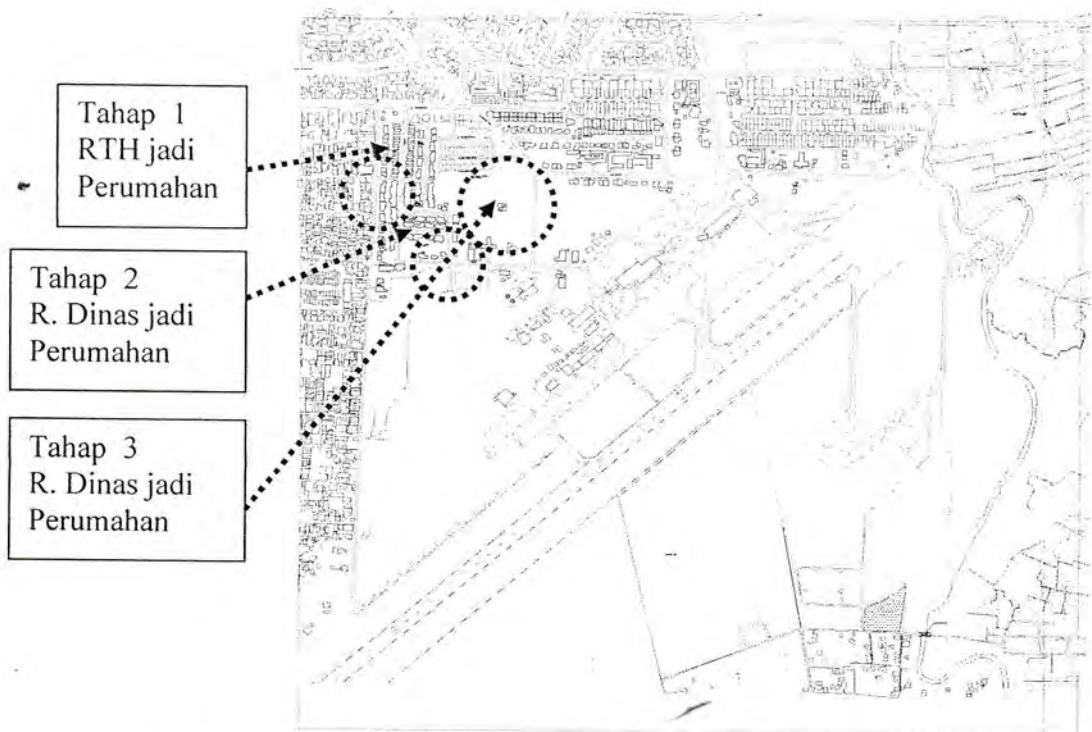 Tahap 1
RTH jadi
Perumahan
Tahap 2
R. Dinas jadi
Perumahan
Tahap 3
R. Dinas jadi
Perumahan